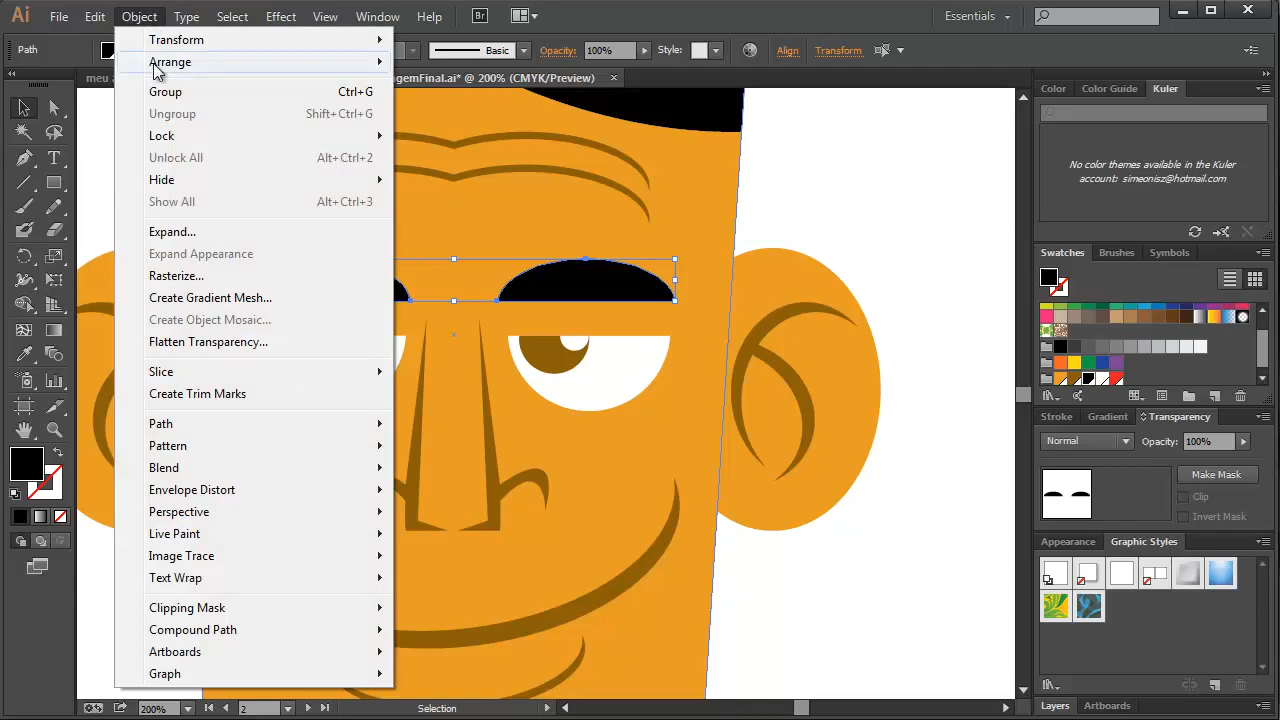 Ai File Edit Object Type Select Effect View Window Help Br Essentials
Path Basic Opacity: 100% Style: Align Transform
meu gemFinal.ai* @ 200% (CMYK/Preview)
Transform
Arrange
Group Ctrl+G
Ungroup Shift+Ctrl+G
Lock
Unlock All Alt+Ctrl+2
Hide
Show All Alt+Ctrl+3
Expand...
Expand Appearance
Rasterize...
Create Gradient Mesh...
Create Object Mosaic...
Flatten Transparency...
Slice
Create Trim Marks
Path
Pattern
Blend
Envelope Distort
Perspective
Live Paint
Image Trace
Text Wrap
Clipping Mask
Compound Path
Artboards
Graph
Color Color Guide Kuler
No color themes available in the Kuler
account: simeonisz@hotmail.com
Swatches Brushes Symbols
Stroke Gradient Transparency
Normal Opacity: 100%
Make Mask
Clip
Invert Mask
Appearance Graphic Styles
Layers Artboards
200% 2 Selection